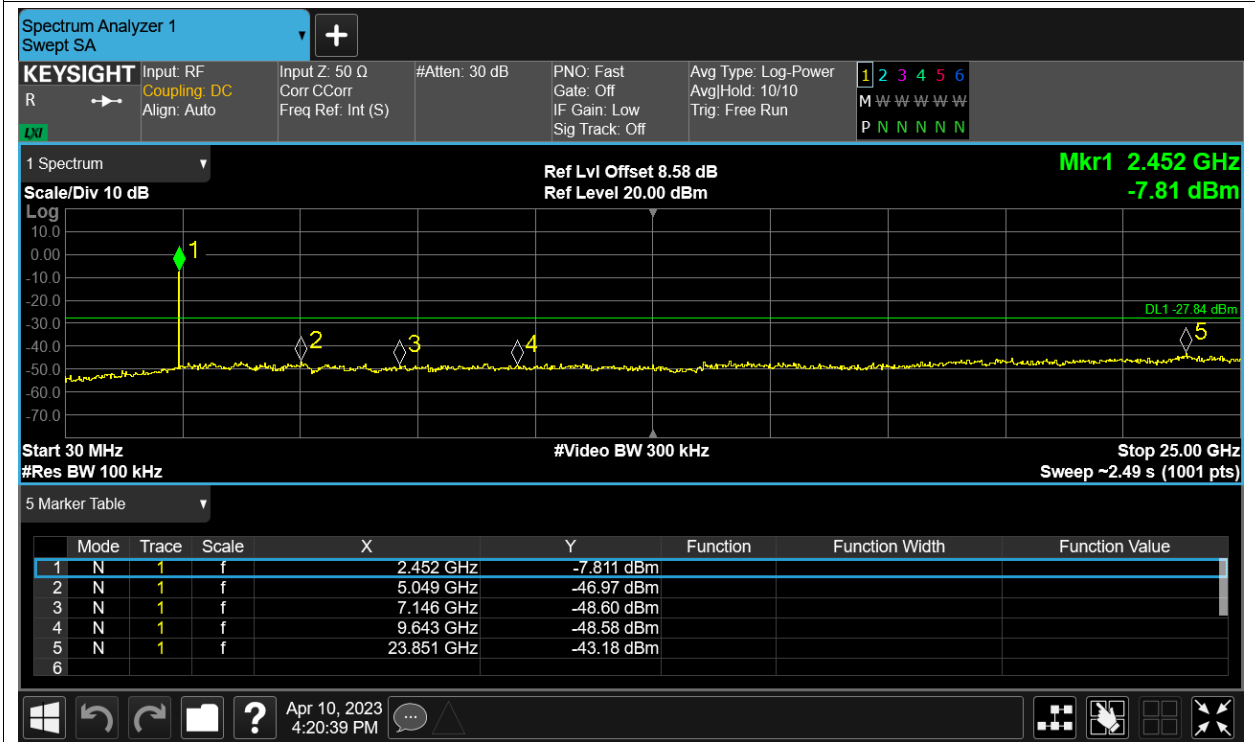 Spectrum Analyzer 1
Swept SA
+
KEYSIGHT Input: RF Input Z: 50 Ω #Atten: 30 dB PNO: Fast Avg Type: Log-Power 1 2 3 4 5 6
R Coupling: DC Corr CCorr Gate: Off Avg|Hold: 10/10 M W W W W W
Align: Auto Freq Ref: Int (S) IF Gain: Low Trig: Free Run
LXI Sig Track: Off P N N N N N
1 Spectrum Ref Lvl Offset 8.58 dB Mkr1 2.452 GHz
Scale/Div 10 dB Ref Level 20.00 dBm -7.81 dBm
Log
10.0
1
0.00
-10.0
-20.0
DL1 -27.84 dBm
-30.0
2 3 4 5
-40.0
-50.0
-60.0
-70.0
Start 30 MHz #Video BW 300 kHz Stop 25.00 GHz
#Res BW 100 kHz Sweep ~2.49 s (1001 pts)
5 Marker Table
Mode Trace Scale X Y Function Function Width Function Value
1 N 1 f 2.452 GHz -7.811 dBm
2 N 1 f 5.049 GHz -46.97 dBm
3 N 1 f 7.146 GHz -48.60 dBm
4 N 1 f 9.643 GHz -48.58 dBm
5 N 1 f 23.851 GHz -43.18 dBm
6
? Apr 10, 2023
4:20:39 PM